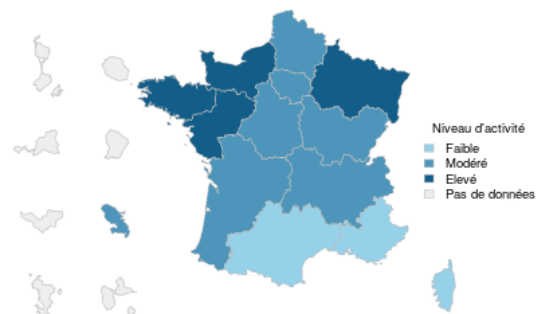 Niveau d'activité
Faible
Modéré
Elevé
Pas de données